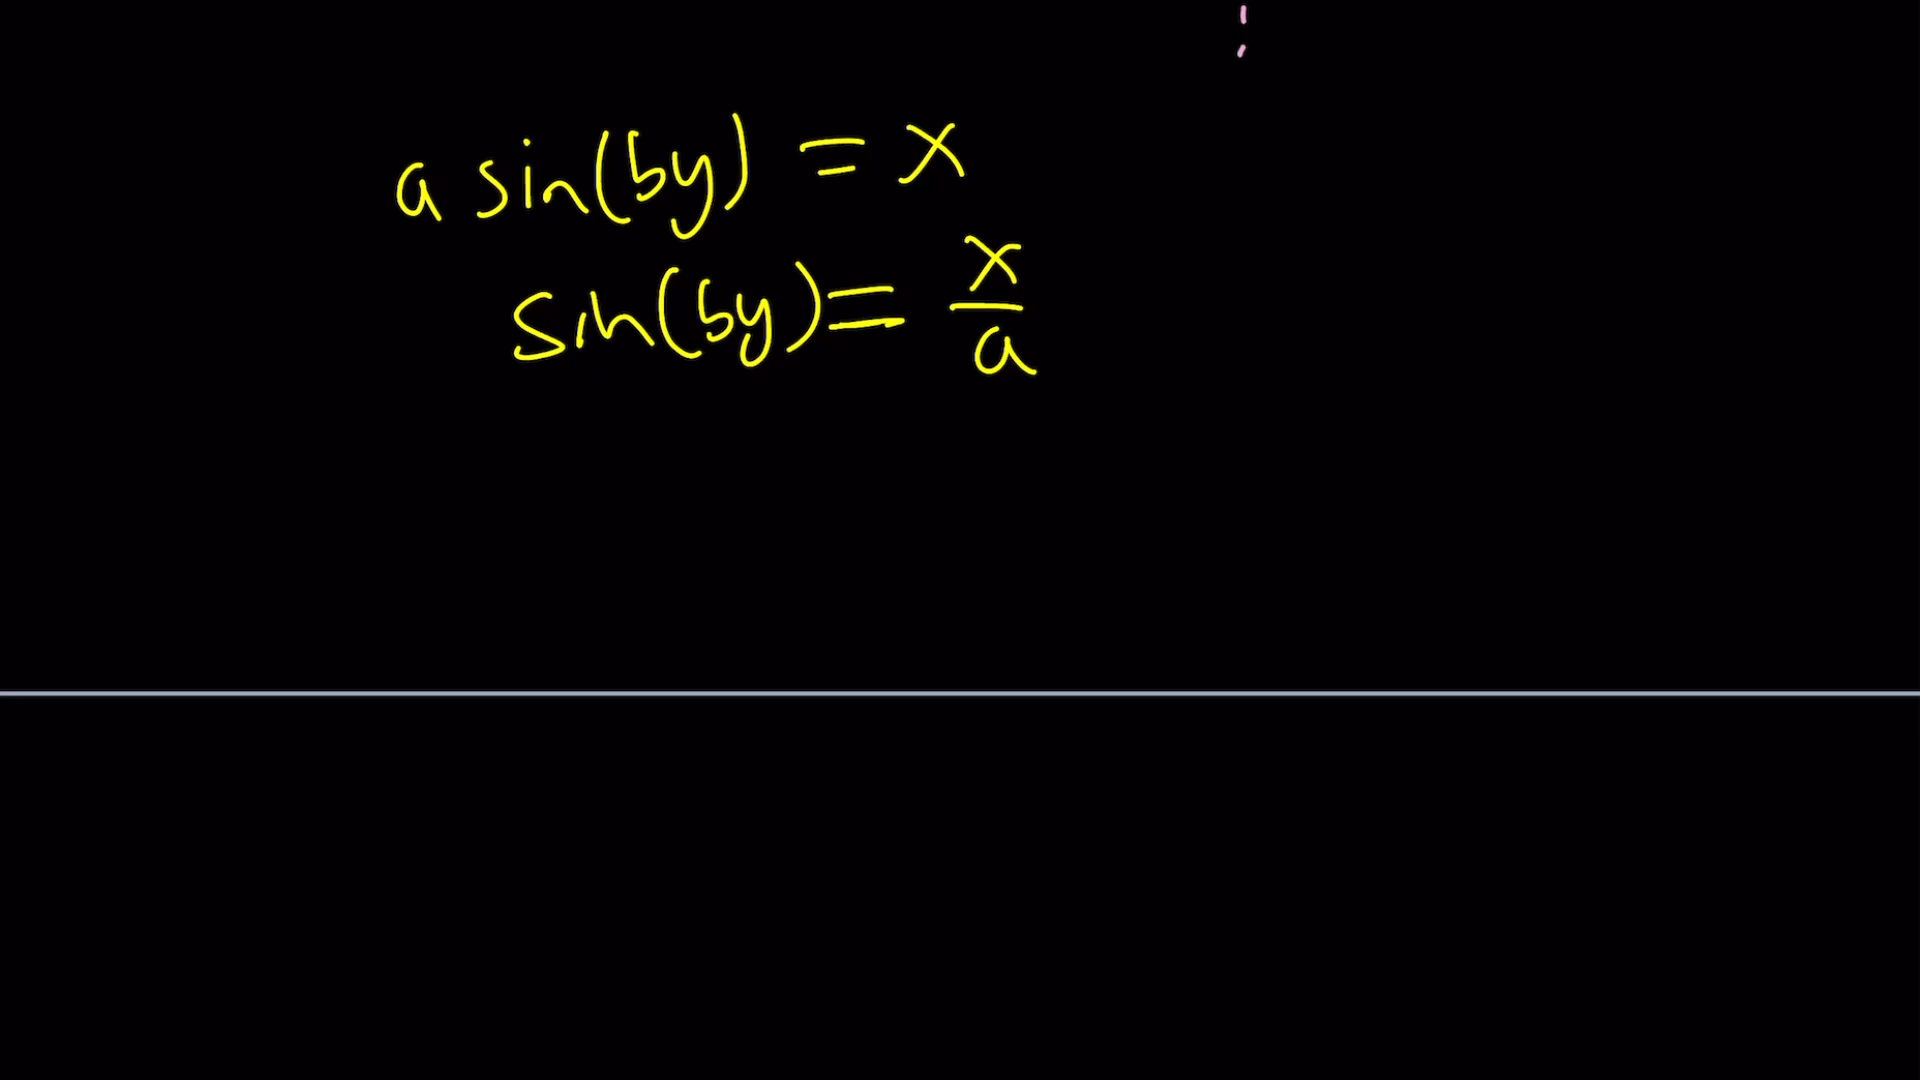 a sin(by) = x
sin(by) = x/a